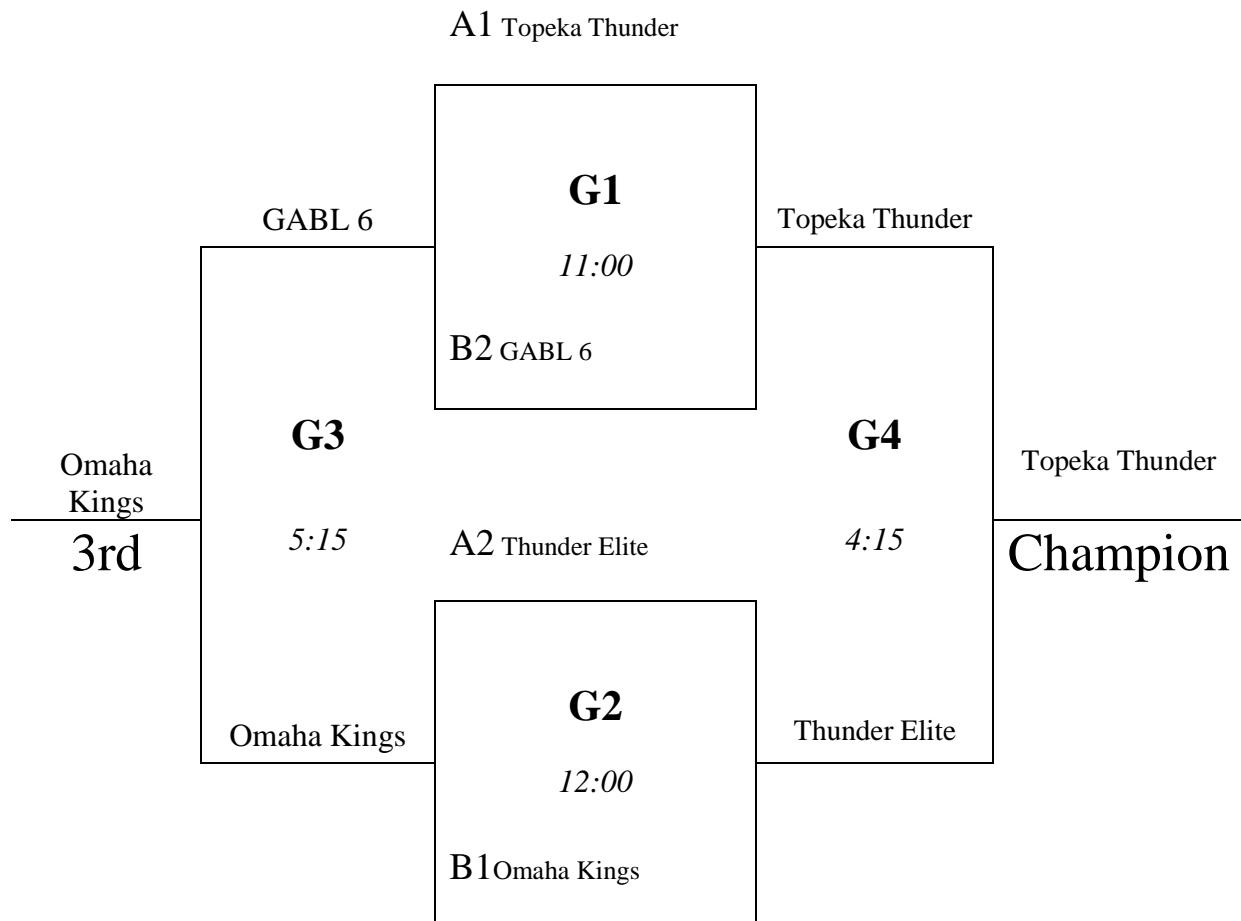 A1 Topeka Thunder
G1
GABL 6
Topeka Thunder
11:00
B2 GABL 6
G3
G4
Omaha
Kings
Topeka Thunder
3rd
5:15
A2 Thunder Elite
4:15
Champion
G2
Omaha Kings
Thunder Elite
12:00
B1Omaha Kings